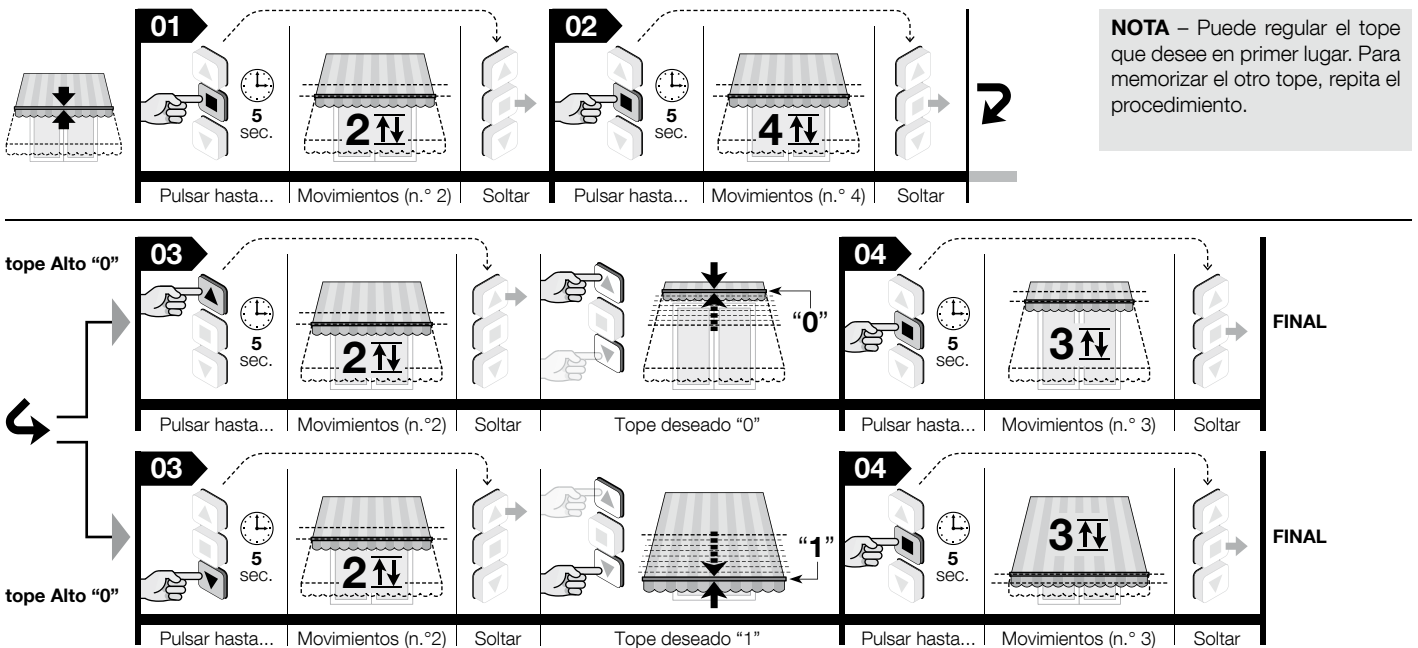 01
5
sec.
2
Pulsar hasta... Movimientos (n.° 2) Soltar
02
5
sec.
4
Pulsar hasta... Movimientos (n.° 4) Soltar
NOTA – Puede regular el tope
que desee en primer lugar. Para
memorizar el otro tope, repita el
procedimiento.
tope Alto “0”
03
5
sec.
2
“0”
Pulsar hasta... Movimientos (n.°2) Soltar Tope deseado “0”
04
5
sec.
3
Pulsar hasta... Movimientos (n.° 3) Soltar
FINAL
tope Alto “0”
03
5
sec.
2
“1”
Pulsar hasta... Movimientos (n.°2) Soltar Tope deseado “1”
04
5
sec.
3
Pulsar hasta... Movimientos (n.° 3) Soltar
FINAL